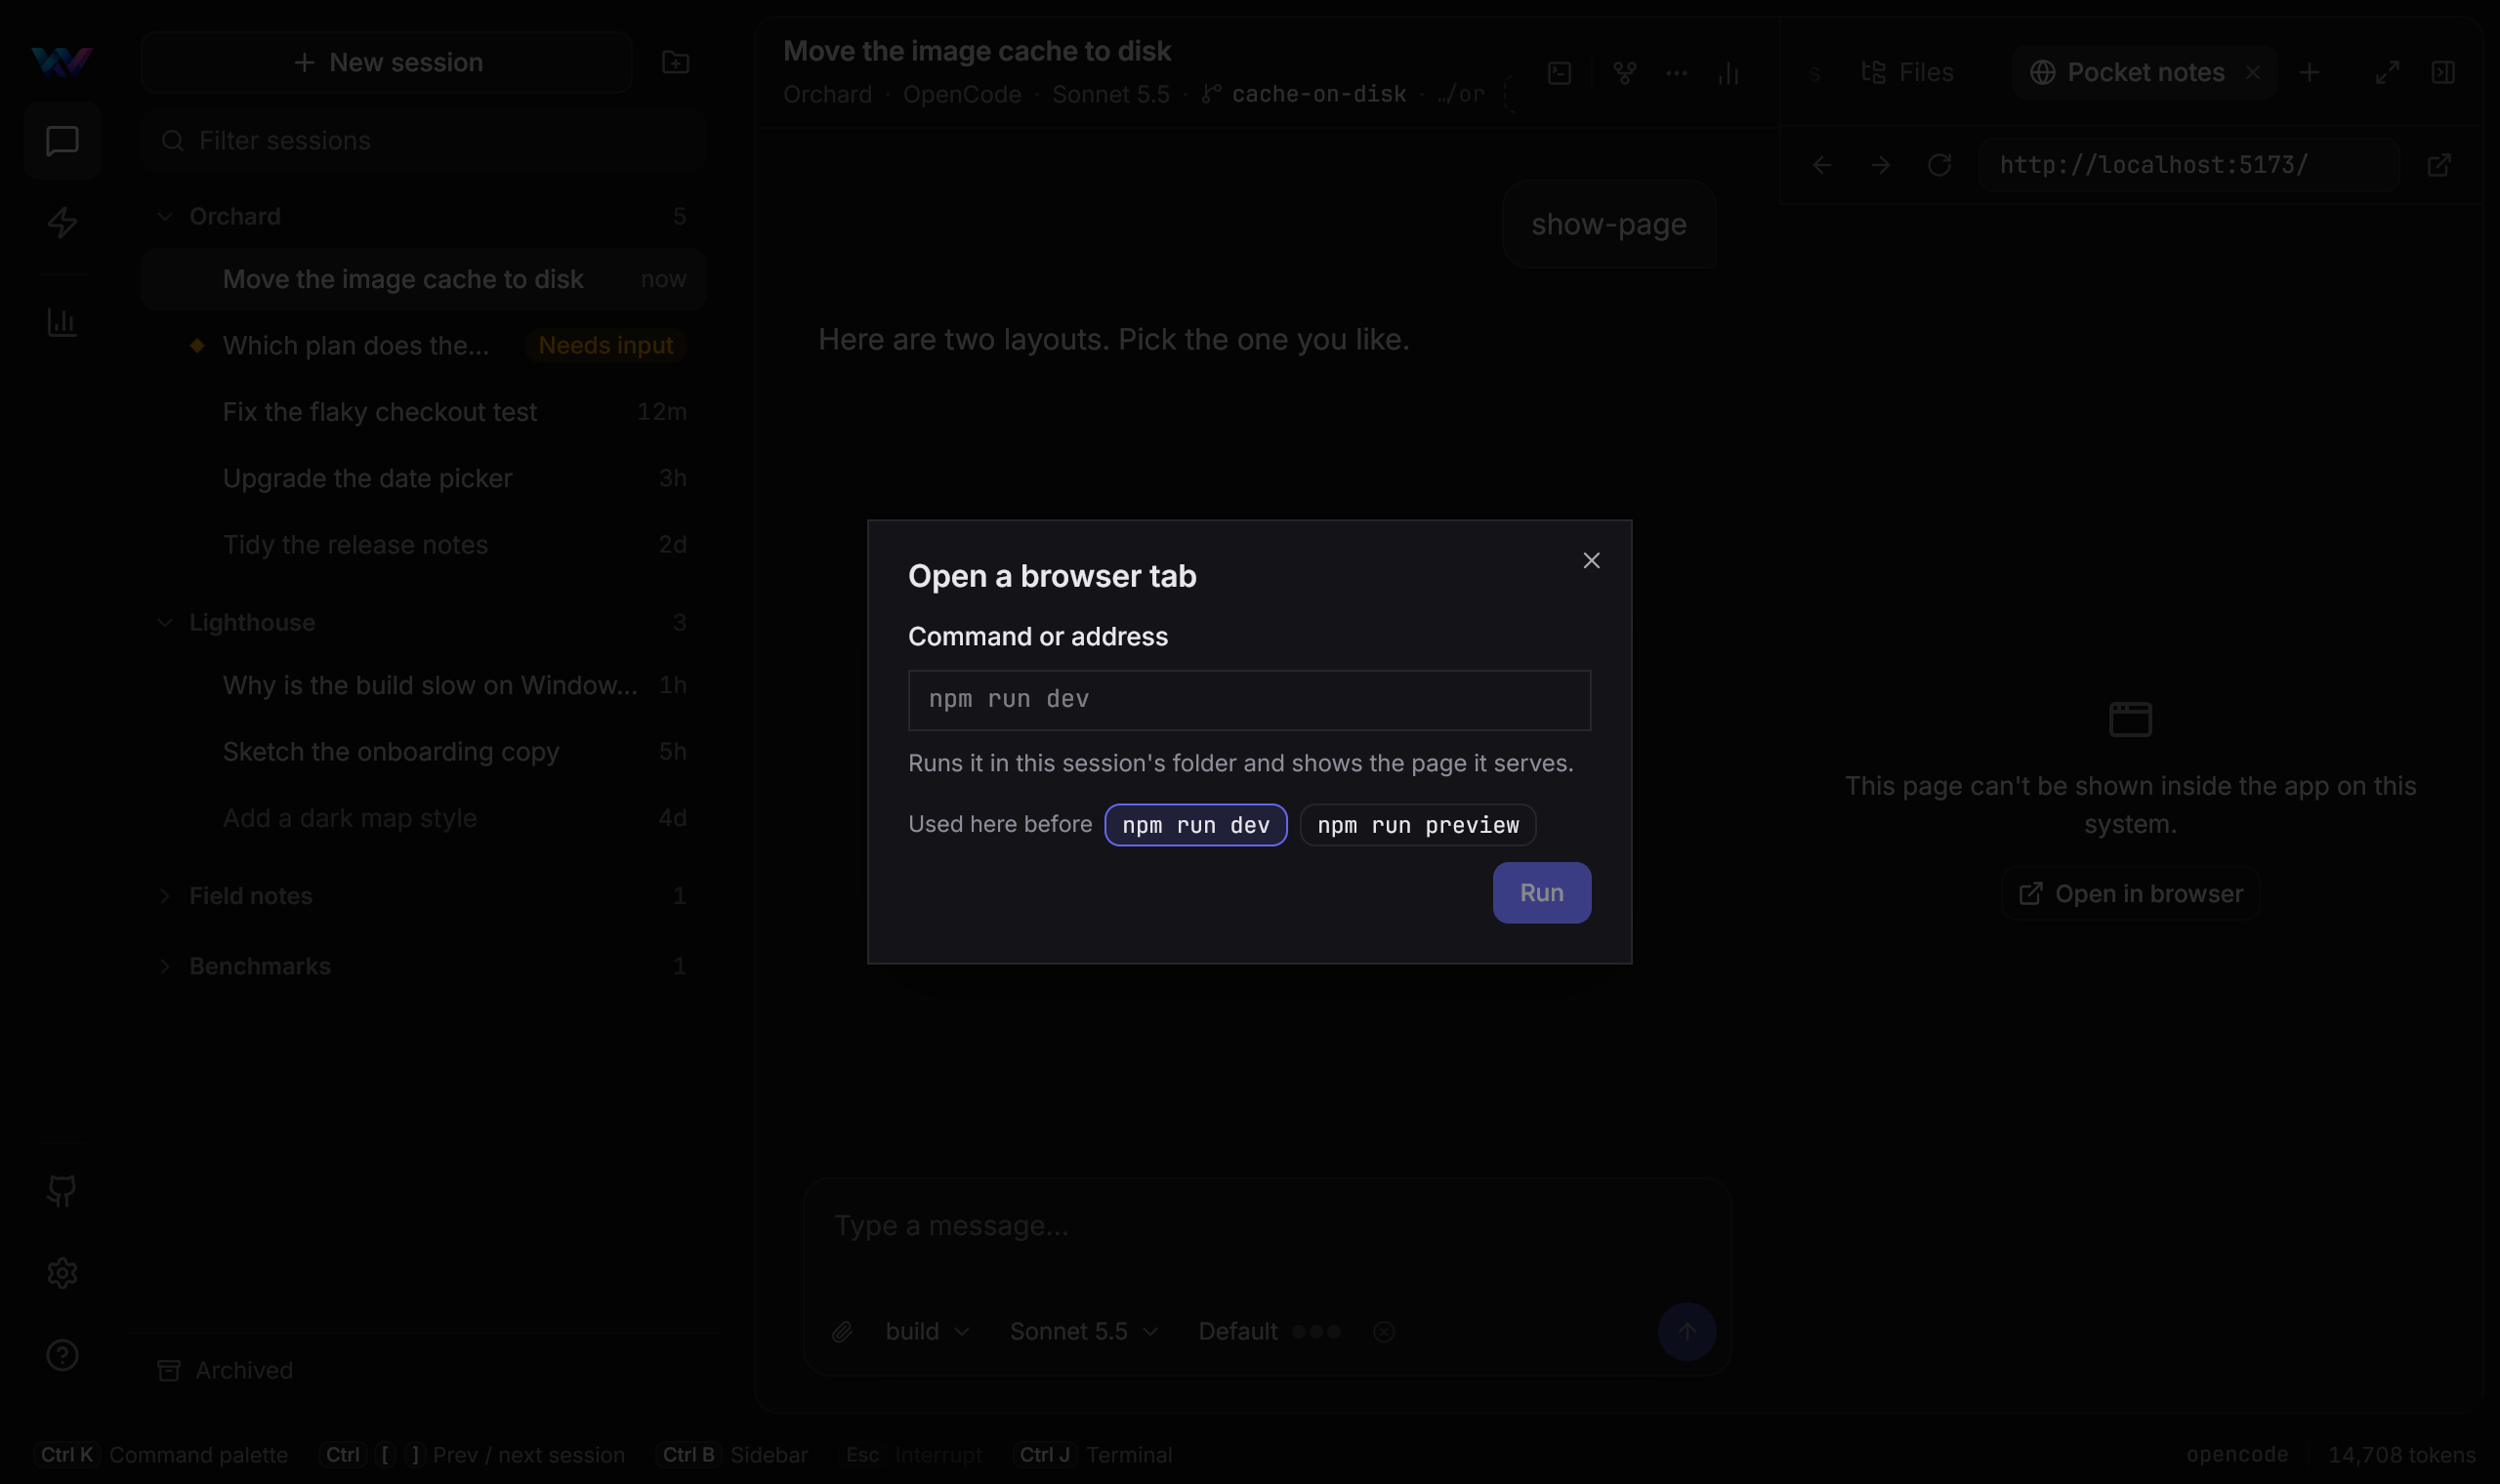 New session
Filter sessions
Orchard 5
Move the image cache to disk now
Which plan does the... Needs input
Fix the flaky checkout test 12m
Upgrade the date picker 3h
Tidy the release notes 2d
Lighthouse 3
Why is the build slow on Window... 1h
Sketch the onboarding copy 5h
Add a dark map style 4d
Field notes 1
Benchmarks 1
Archived
Move the image cache to disk
Orchard · OpenCode · Sonnet 5.5 · cache-on-disk · …/or
show-page
Here are two layouts. Pick the one you like.
Type a message...
build Sonnet 5.5 Default
s Files Pocket notes
http://localhost:5173/
This page can't be shown inside the app on this
system.
Open in browser
Open a browser tab
Command or address
npm run dev
Runs it in this session's folder and shows the page it serves.
Used here before npm run dev npm run preview
Run
Ctrl K Command palette Ctrl [ ] Prev / next session Ctrl B Sidebar Esc Interrupt Ctrl J Terminal opencode 14,708 tokens